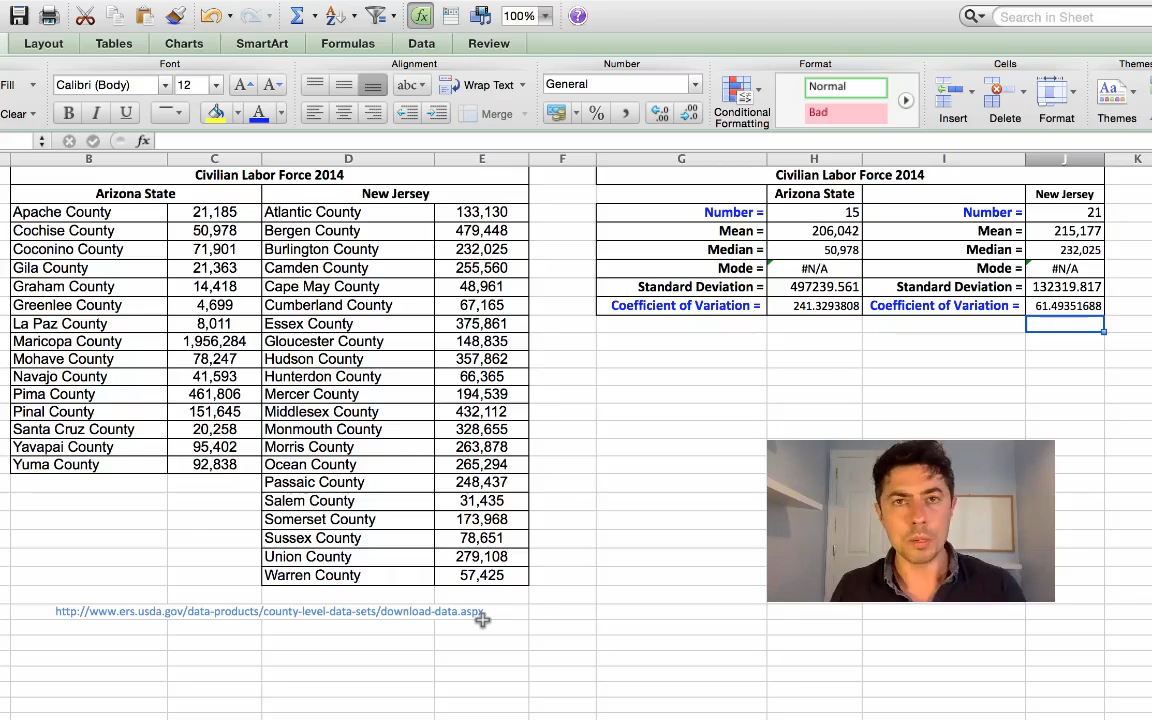 100%
Search in Sheet
Layout Tables Charts SmartArt Formulas Data Review
Font Alignment Number Format Cells Themes
Fill Calibri (Body) 12 A A abc Wrap Text General Normal
Clear B I U A Merge % Bad Conditional Formatting Insert Delete Format Aa Themes
fx
B C D E F G H I J K
Civilian Labor Force 2014 Civilian Labor Force 2014
Arizona State New Jersey Arizona State New Jersey
Apache County 21,185 Atlantic County 133,130 Number = 15 Number = 21
Cochise County 50,978 Bergen County 479,448 Mean = 206,042 Mean = 215,177
Coconino County 71,901 Burlington County 232,025 Median = 50,978 Median = 232,025
Gila County 21,363 Camden County 255,560 Mode = #N/A Mode = #N/A
Graham County 14,418 Cape May County 48,961 Standard Deviation = 497239.561 Standard Deviation = 132319.817
Greenlee County 4,699 Cumberland County 67,165 Coefficient of Variation = 241.3293808 Coefficient of Variation = 61.49351688
La Paz County 8,011 Essex County 375,861
Maricopa County 1,956,284 Gloucester County 148,835
Mohave County 78,247 Hudson County 357,862
Navajo County 41,593 Hunterdon County 66,365
Pima County 461,806 Mercer County 194,539
Pinal County 151,645 Middlesex County 432,112
Santa Cruz County 20,258 Monmouth County 328,655
Yavapai County 95,402 Morris County 263,878
Yuma County 92,838 Ocean County 265,294
Passaic County 248,437
Salem County 31,435
Somerset County 173,968
Sussex County 78,651
Union County 279,108
Warren County 57,425
http://www.ers.usda.gov/data-products/county-level-data-sets/download-data.aspx